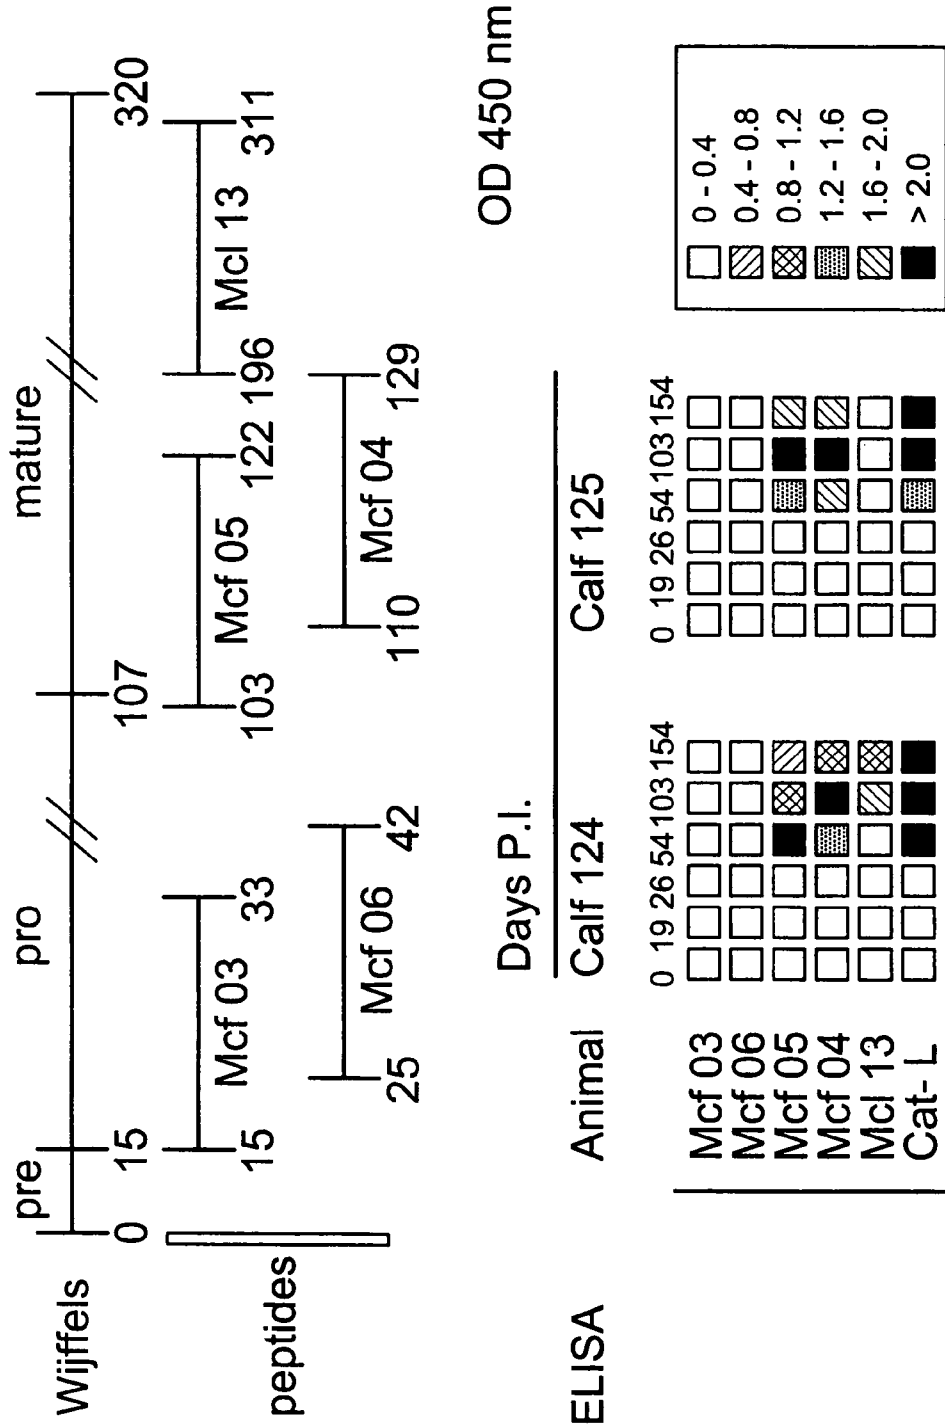 pre pro mature
Wijffels
0 15 107 320
peptides
Mcf 03 Mcf 05 Mcl 13
15 33 103 122 196 311
Mcf 06 Mcf 04
25 42 110 129
OD 450 nm
Days P.I.
ELISA Animal Calf 124 Calf 125
0 19 26 54 103 154 0 19 26 54 103 154
Mcf 03
Mcf 06
Mcf 05
Mcf 04
Mcl 13
Cat- L
0 - 0.4
0.4 - 0.8
0.8 - 1.2
1.2 - 1.6
1.6 - 2.0
> 2.0